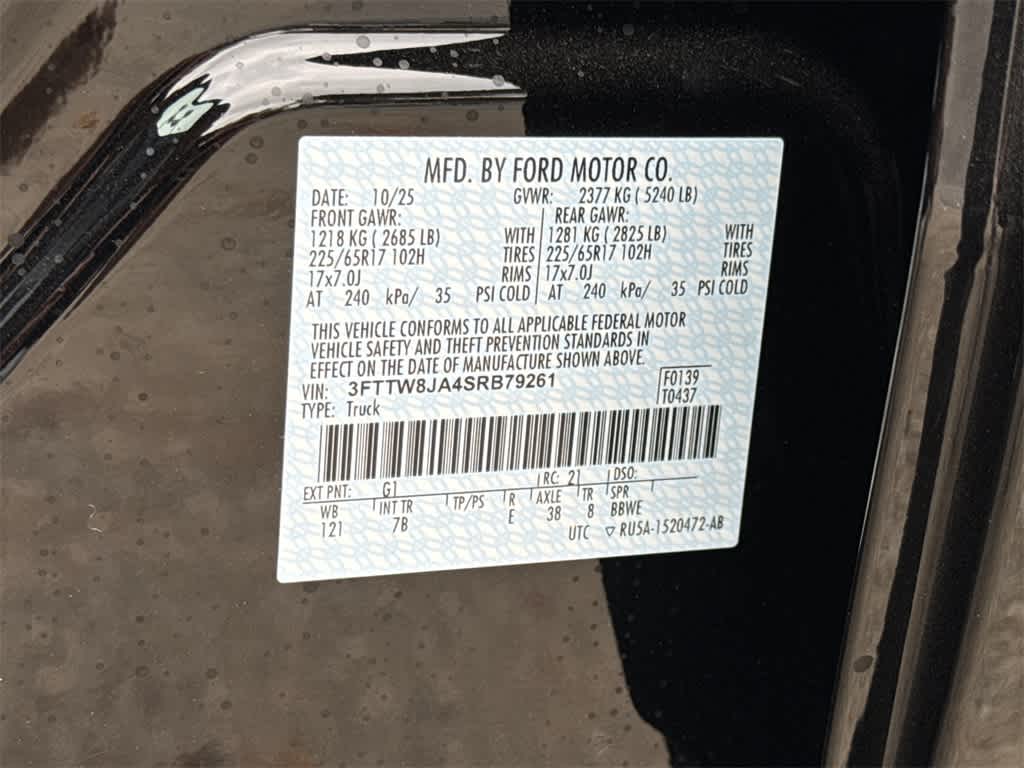 MFD. BY FORD MOTOR CO.
DATE: 10/25 GVWR: 2377 KG ( 5240 LB)
FRONT GAWR: REAR GAWR:
1218 KG ( 2685 LB) WITH 1281 KG ( 2825 LB) WITH
225/65R17 102H TIRES 225/65R17 102H TIRES
17x7.0J RIMS 17x7.0J RIMS
AT 240 kPa/ 35 PSI COLD AT 240 kPa/ 35 PSI COLD
THIS VEHICLE CONFORMS TO ALL APPLICABLE FEDERAL MOTOR
VEHICLE SAFETY AND THEFT PREVENTION STANDARDS IN
EFFECT ON THE DATE OF MANUFACTURE SHOWN ABOVE.
VIN: 3FTTW8JA4SRB79261 F0139
TYPE: Truck T0437
EXT PNT: G1 RC: 21 DSO:
WB INT TR TP/PS R AXLE TR SPR
121 7B E 38 8 BBWE
UTC ▽ RU5A-1520472-AB